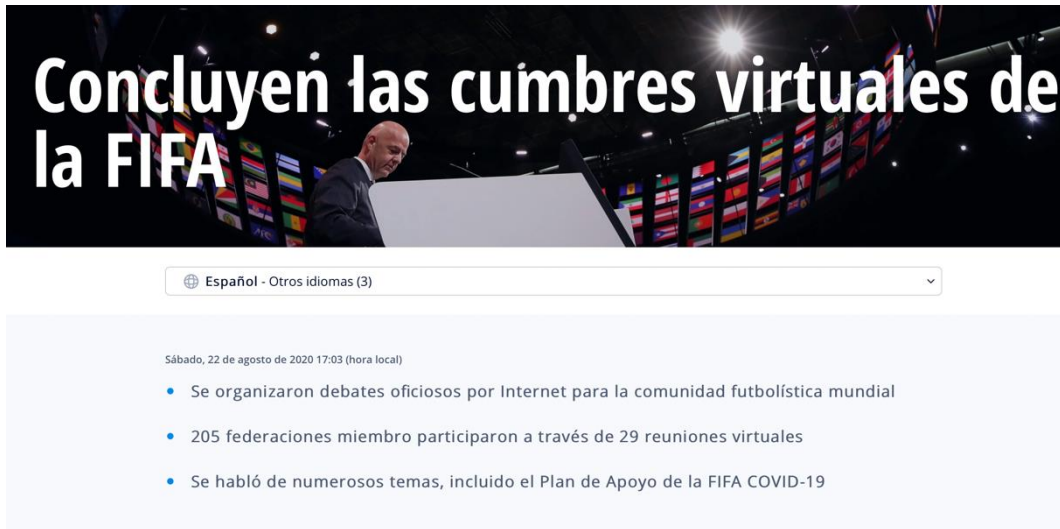 Concluyen las cumbres virtuales de
la FIFA
Español - Otros idiomas (3)
Sábado, 22 de agosto de 2020 17:03 (hora local)
Se organizaron debates oficiosos por Internet para la comunidad futbolística mundial
205 federaciones miembro participaron a través de 29 reuniones virtuales
Se habló de numerosos temas, incluido el Plan de Apoyo de la FIFA COVID-19